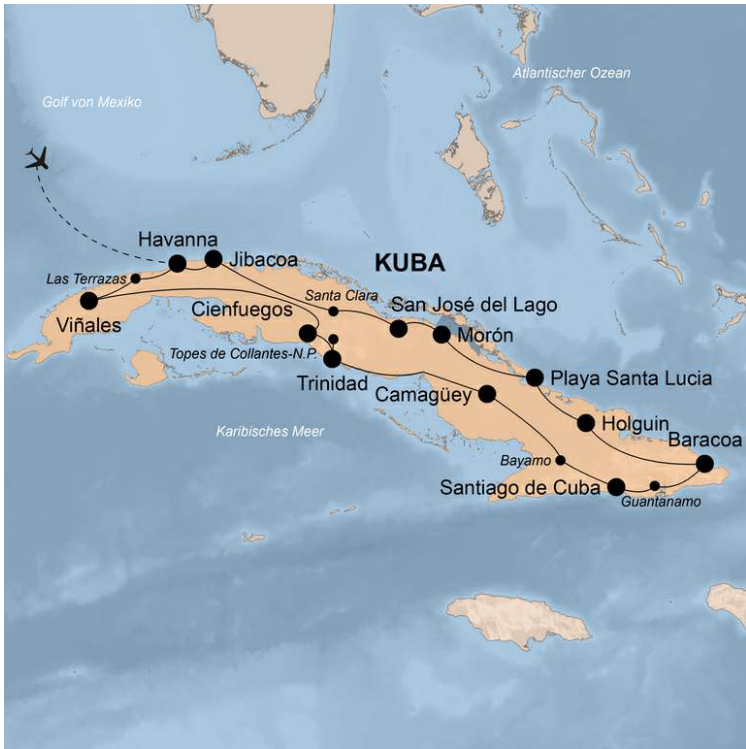 Atlantischer Ozean
Golf von Mexiko
Havanna
Jibacoa
KUBA
Las Terrazas
Santa Clara
San José del Lago
Viñales
Cienfuegos
Morón
Topes de Collantes-N.P.
Trinidad
Playa Santa Lucia
Camagüey
Holguin
Karibisches Meer
Baracoa
Bayamo
Santiago de Cuba
Guantanamo